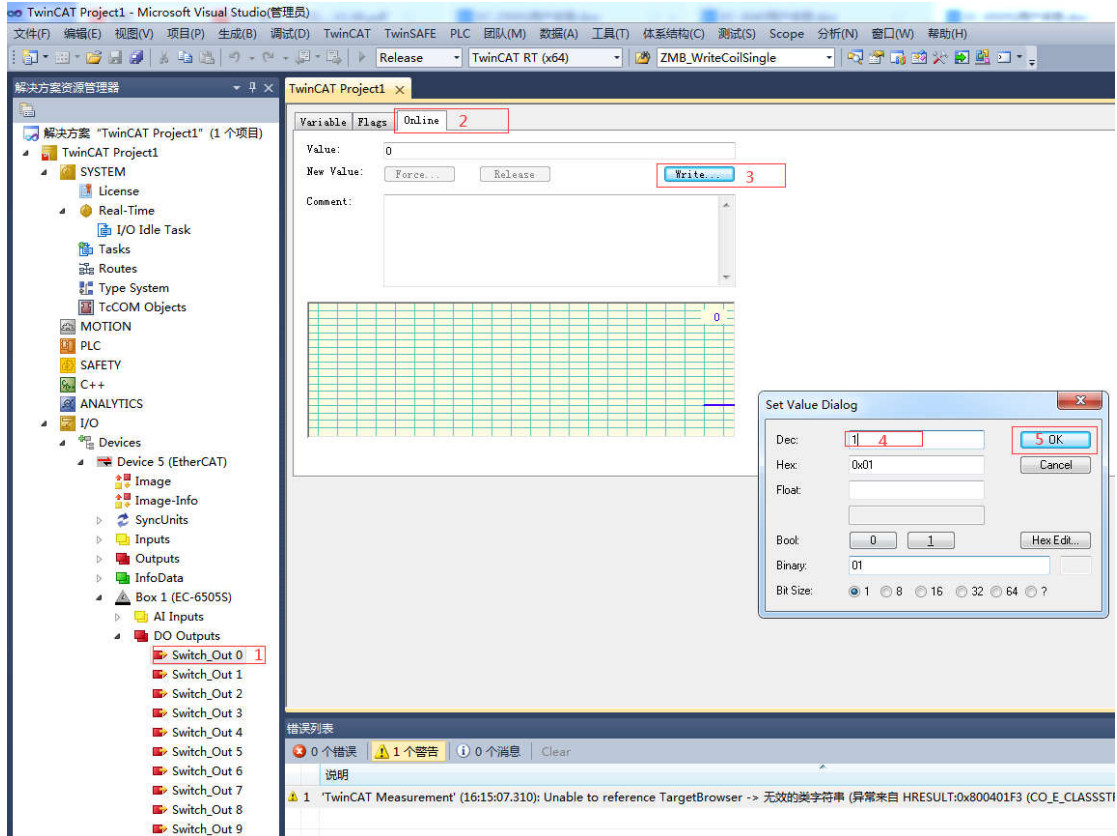 TwinCAT Project1 - Microsoft Visual Studio(管理员)
文件(F) 编辑(E) 视图(V) 项目(P) 生成(B) 调试(D) TwinCAT TwinSAFE PLC 团队(M) 数据(A) 工具(T) 体系结构(C) 测试(S) Scope 分析(N) 窗口(W) 帮助(H)
Release TwinCAT RT (x64) ZMB_WriteCoilSingle
解决方案资源管理器
解决方案 "TwinCAT Project1" (1 个项目)
TwinCAT Project1
SYSTEM
License
Real-Time
I/O Idle Task
Tasks
Routes
Type System
TcCOM Objects
MOTION
PLC
SAFETY
C++
ANALYTICS
I/O
Devices
Device 5 (EtherCAT)
Image
Image-Info
SyncUnits
Inputs
Outputs
InfoData
Box 1 (EC-6505S)
AI Inputs
DO Outputs
Switch_Out 0 1
Switch_Out 1
Switch_Out 2
Switch_Out 3
Switch_Out 4
Switch_Out 5
Switch_Out 6
Switch_Out 7
Switch_Out 8
Switch_Out 9
TwinCAT Project1
Variable Flags Online 2
Value: 0
New Value: Force... Release Write... 3
Comment:
0
Set Value Dialog
Dec: 1 4 5 OK
Hex: 0x01 Cancel
Float:
Bool: 0 1 Hex Edit...
Binary: 01
Bit Size: 1 8 16 32 64 ?
错误列表
0 个错误 1 个警告 0 个消息 Clear
说明
1 'TwinCAT Measurement' (16:15:07.310): Unable to reference TargetBrowser -> 无效的类字符串 (异常来自 HRESULT:0x800401F3 (CO_E_CLASSST